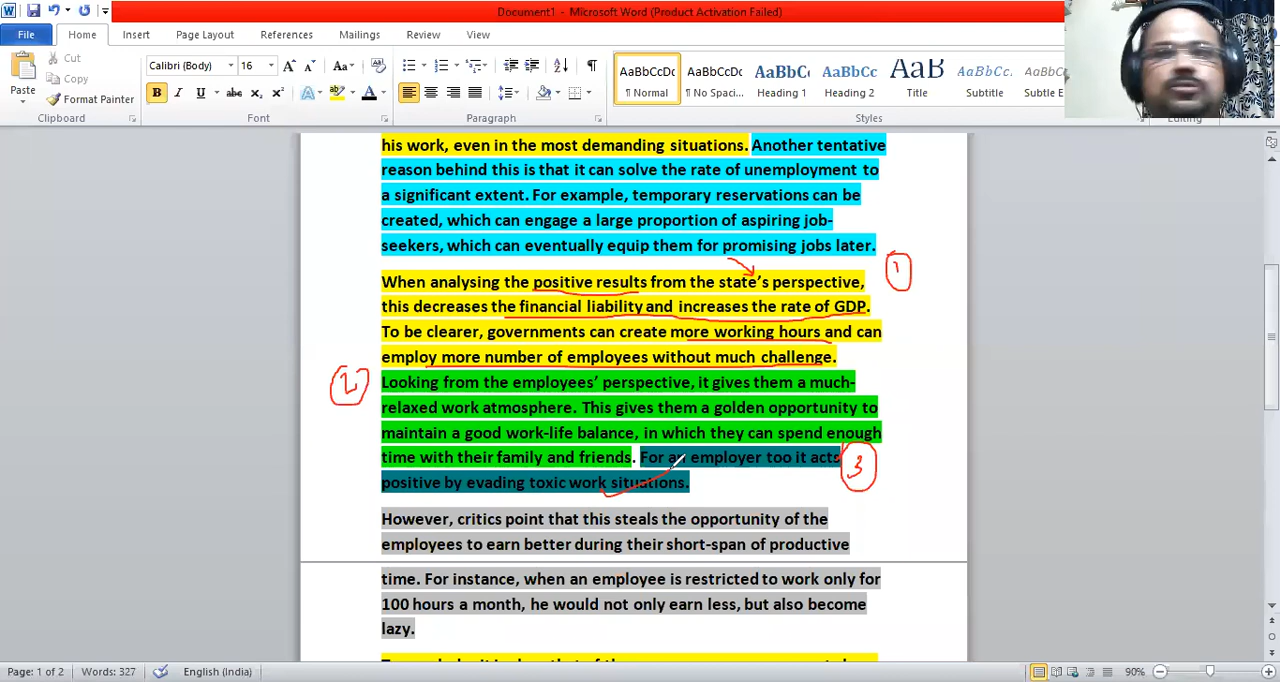 Document1 - Microsoft Word (Product Activation Failed)
File Home Insert Page Layout References Mailings Review View
Cut
Copy
Format Painter
Paste
Clipboard
Calibri (Body) 16
Font
Paragraph
AaBbCcDc AaBbCcDc AaBbC AaBbCc AaB AaBbCc. AaBbCc
¶ Normal ¶ No Spaci... Heading 1 Heading 2 Title Subtitle Subtle E
Styles
his work, even in the most demanding situations. Another tentative
reason behind this is that it can solve the rate of unemployment to
a significant extent. For example, temporary reservations can be
created, which can engage a large proportion of aspiring job-
seekers, which can eventually equip them for promising jobs later.
1
When analysing the positive results from the state's perspective,
this decreases the financial liability and increases the rate of GDP.
To be clearer, governments can create more working hours and can
employ more number of employees without much challenge.
2
Looking from the employees' perspective, it gives them a much-
relaxed work atmosphere. This gives them a golden opportunity to
maintain a good work-life balance, in which they can spend enough
time with their family and friends. For an employer too it acts
3
positive by evading toxic work situations.
However, critics point that this steals the opportunity of the
employees to earn better during their short-span of productive
time. For instance, when an employee is restricted to work only for
100 hours a month, he would not only earn less, but also become
lazy.
Page: 1 of 2 Words: 327 English (India) 90%